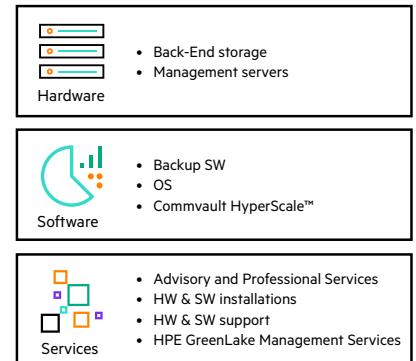 • Back-End storage
• Management servers
Hardware
• Backup SW
• OS
• Commvault HyperScale™
Software
• Advisory and Professional Services
• HW & SW installations
• HW & SW support
• HPE GreenLake Management Services
Services